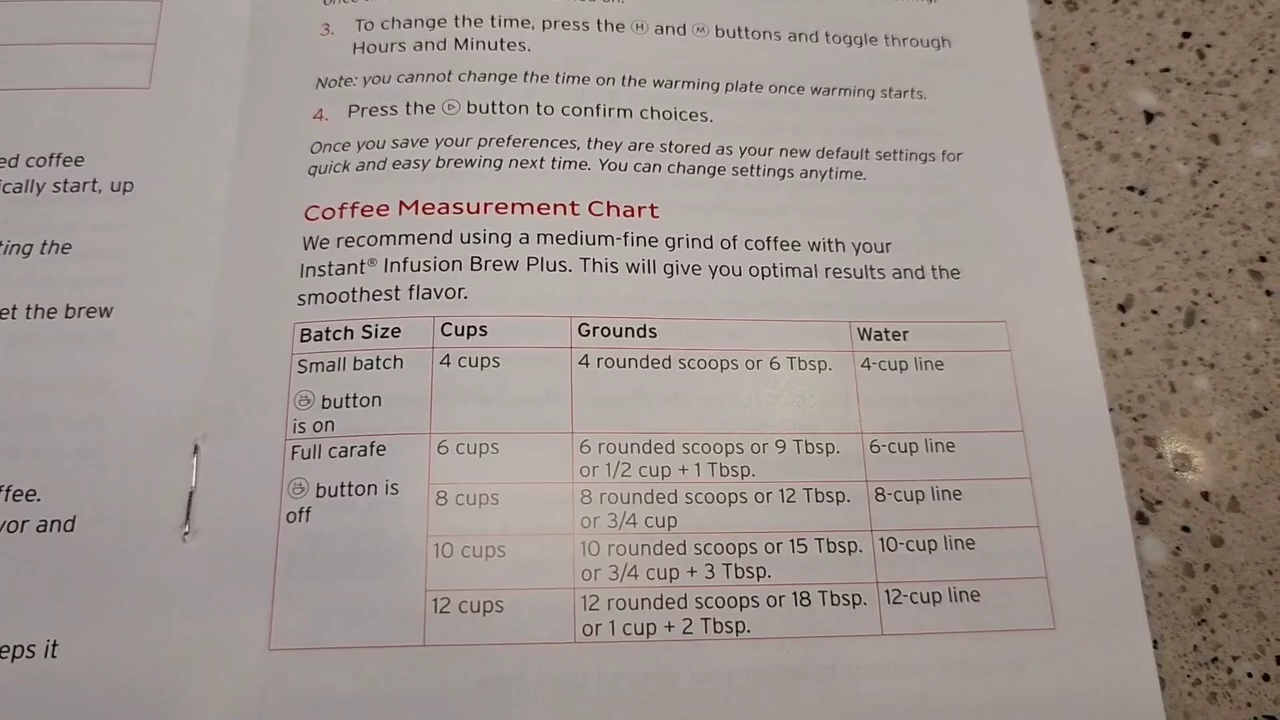 ed coffee
ically start, up
ting the
et the brew
ffee.
vor and
eps it
3. To change the time, press the Ⓗ and Ⓜ buttons and toggle through
Hours and Minutes.
Note: you cannot change the time on the warming plate once warming starts.
4. Press the button to confirm choices.
Once you save your preferences, they are stored as your new default settings for
quick and easy brewing next time. You can change settings anytime.
Coffee Measurement Chart
We recommend using a medium-fine grind of coffee with your
Instant® Infusion Brew Plus. This will give you optimal results and the
smoothest flavor.
Batch Size Cups Grounds Water
Small batch 4 cups 4 rounded scoops or 6 Tbsp. 4-cup line
button
is on
Full carafe 6 cups 6 rounded scoops or 9 Tbsp. 6-cup line
or 1/2 cup + 1 Tbsp.
button is 8 cups 8 rounded scoops or 12 Tbsp. 8-cup line
off or 3/4 cup
10 cups 10 rounded scoops or 15 Tbsp. 10-cup line
or 3/4 cup + 3 Tbsp.
12 cups 12 rounded scoops or 18 Tbsp. 12-cup line
or 1 cup + 2 Tbsp.